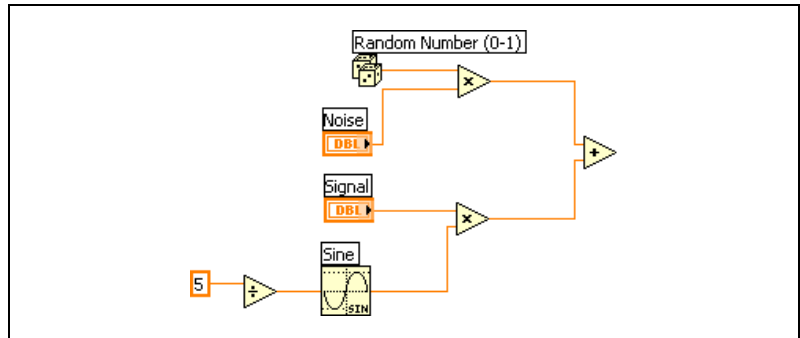 Random Number (0-1)
×
Noise
DBL
+
Signal
DBL
×
Sine
5
÷
SIN